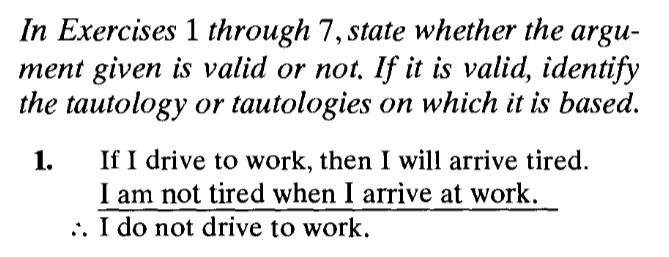 In Exercises 1 through 7, state whether the argu-
ment given is valid or not. If it is valid, identify
the tautology or tautologies on which it is based.
1. If I drive to work, then I will arrive tired.
I am not tired when I arrive at work.
∴ I do not drive to work.